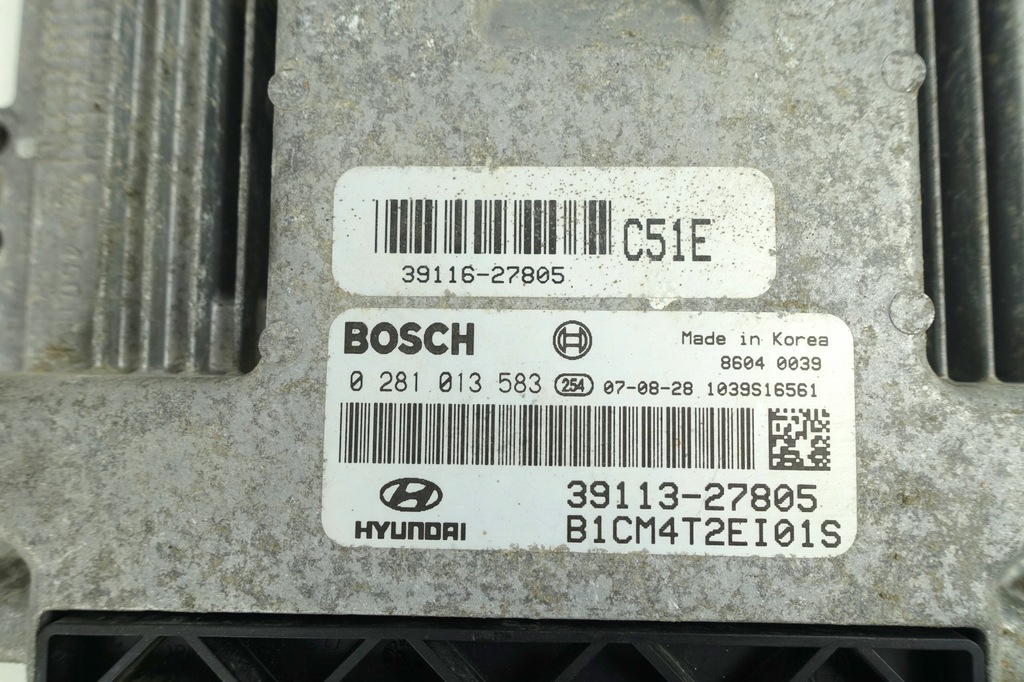 C51E
39116-27805
BOSCH
Made in Korea
8604 0039
0 281 013 583 254 07-08-28 1039S16561
HYUNDAI
39113-27805
B1CM4T2EI01S